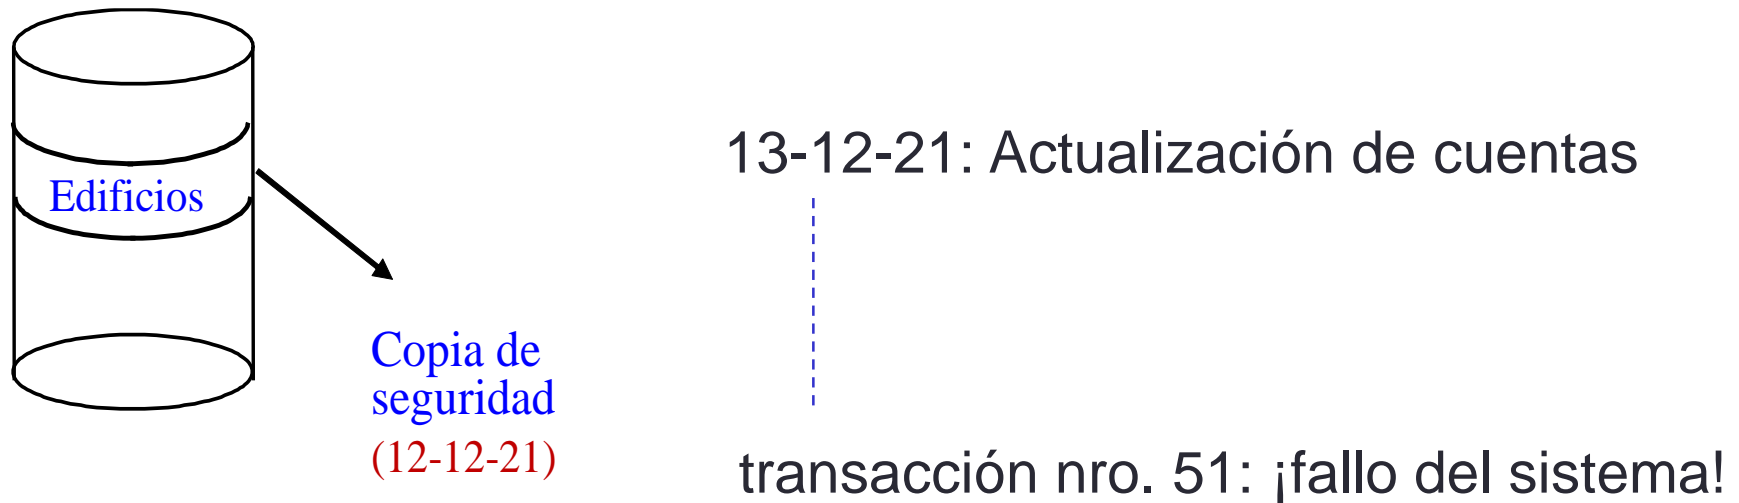 Edificios
Copia de
seguridad
(12-12-21)
13-12-21: Actualización de cuentas
transacción nro. 51: ¡fallo del sistema!